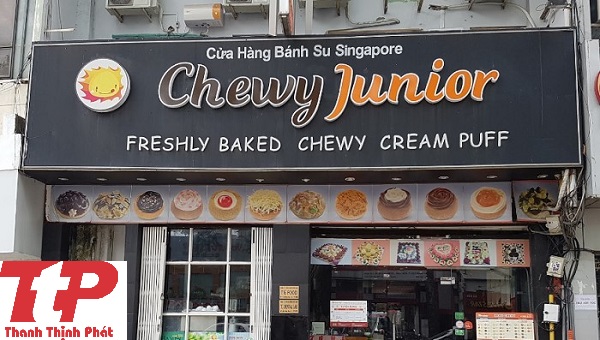 Cửa Hàng Bánh Su Singapore
Chewy Junior
FRESHLY BAKED CHEWY CREAM PUFF
TTP
Thanh Thịnh Phát